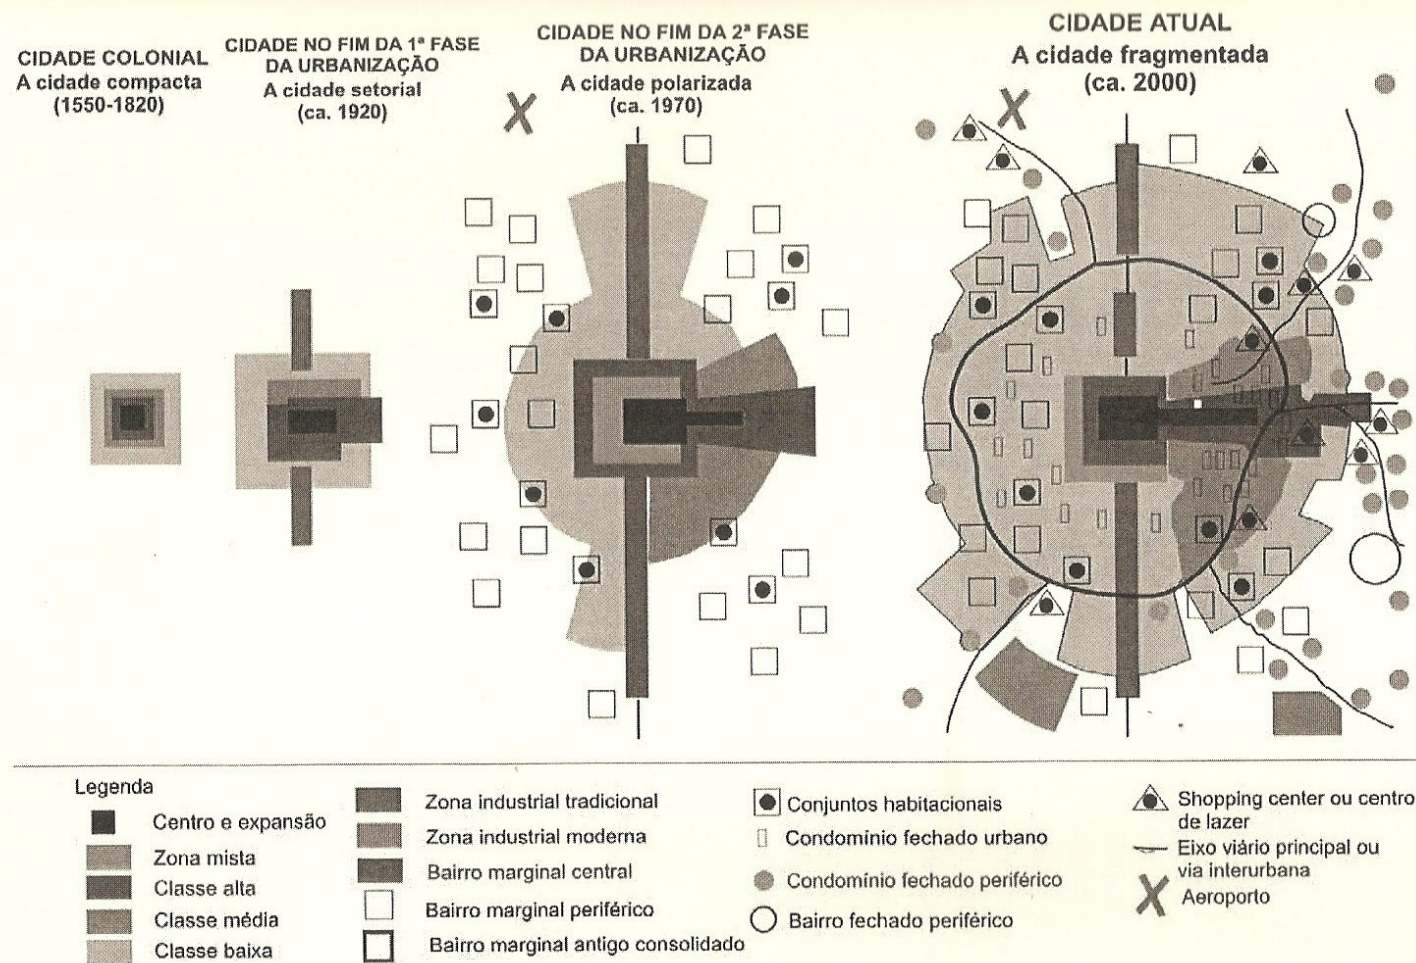 CIDADE COLONIAL
A cidade compacta
(1550-1820)
CIDADE NO FIM DA 1ª FASE
DA URBANIZAÇÃO
A cidade setorial
(ca. 1920)
CIDADE NO FIM DA 2ª FASE
DA URBANIZAÇÃO
A cidade polarizada
(ca. 1970)
CIDADE ATUAL
A cidade fragmentada
(ca. 2000)
Legenda
Centro e expansão
Zona mista
Classe alta
Classe média
Classe baixa
Zona industrial tradicional
Zona industrial moderna
Bairro marginal central
Bairro marginal periférico
Bairro marginal antigo consolidado
Conjuntos habitacionais
Condomínio fechado urbano
Condomínio fechado periférico
Bairro fechado periférico
Shopping center ou centro
de lazer
Eixo viário principal ou
via interurbana
Aeroporto